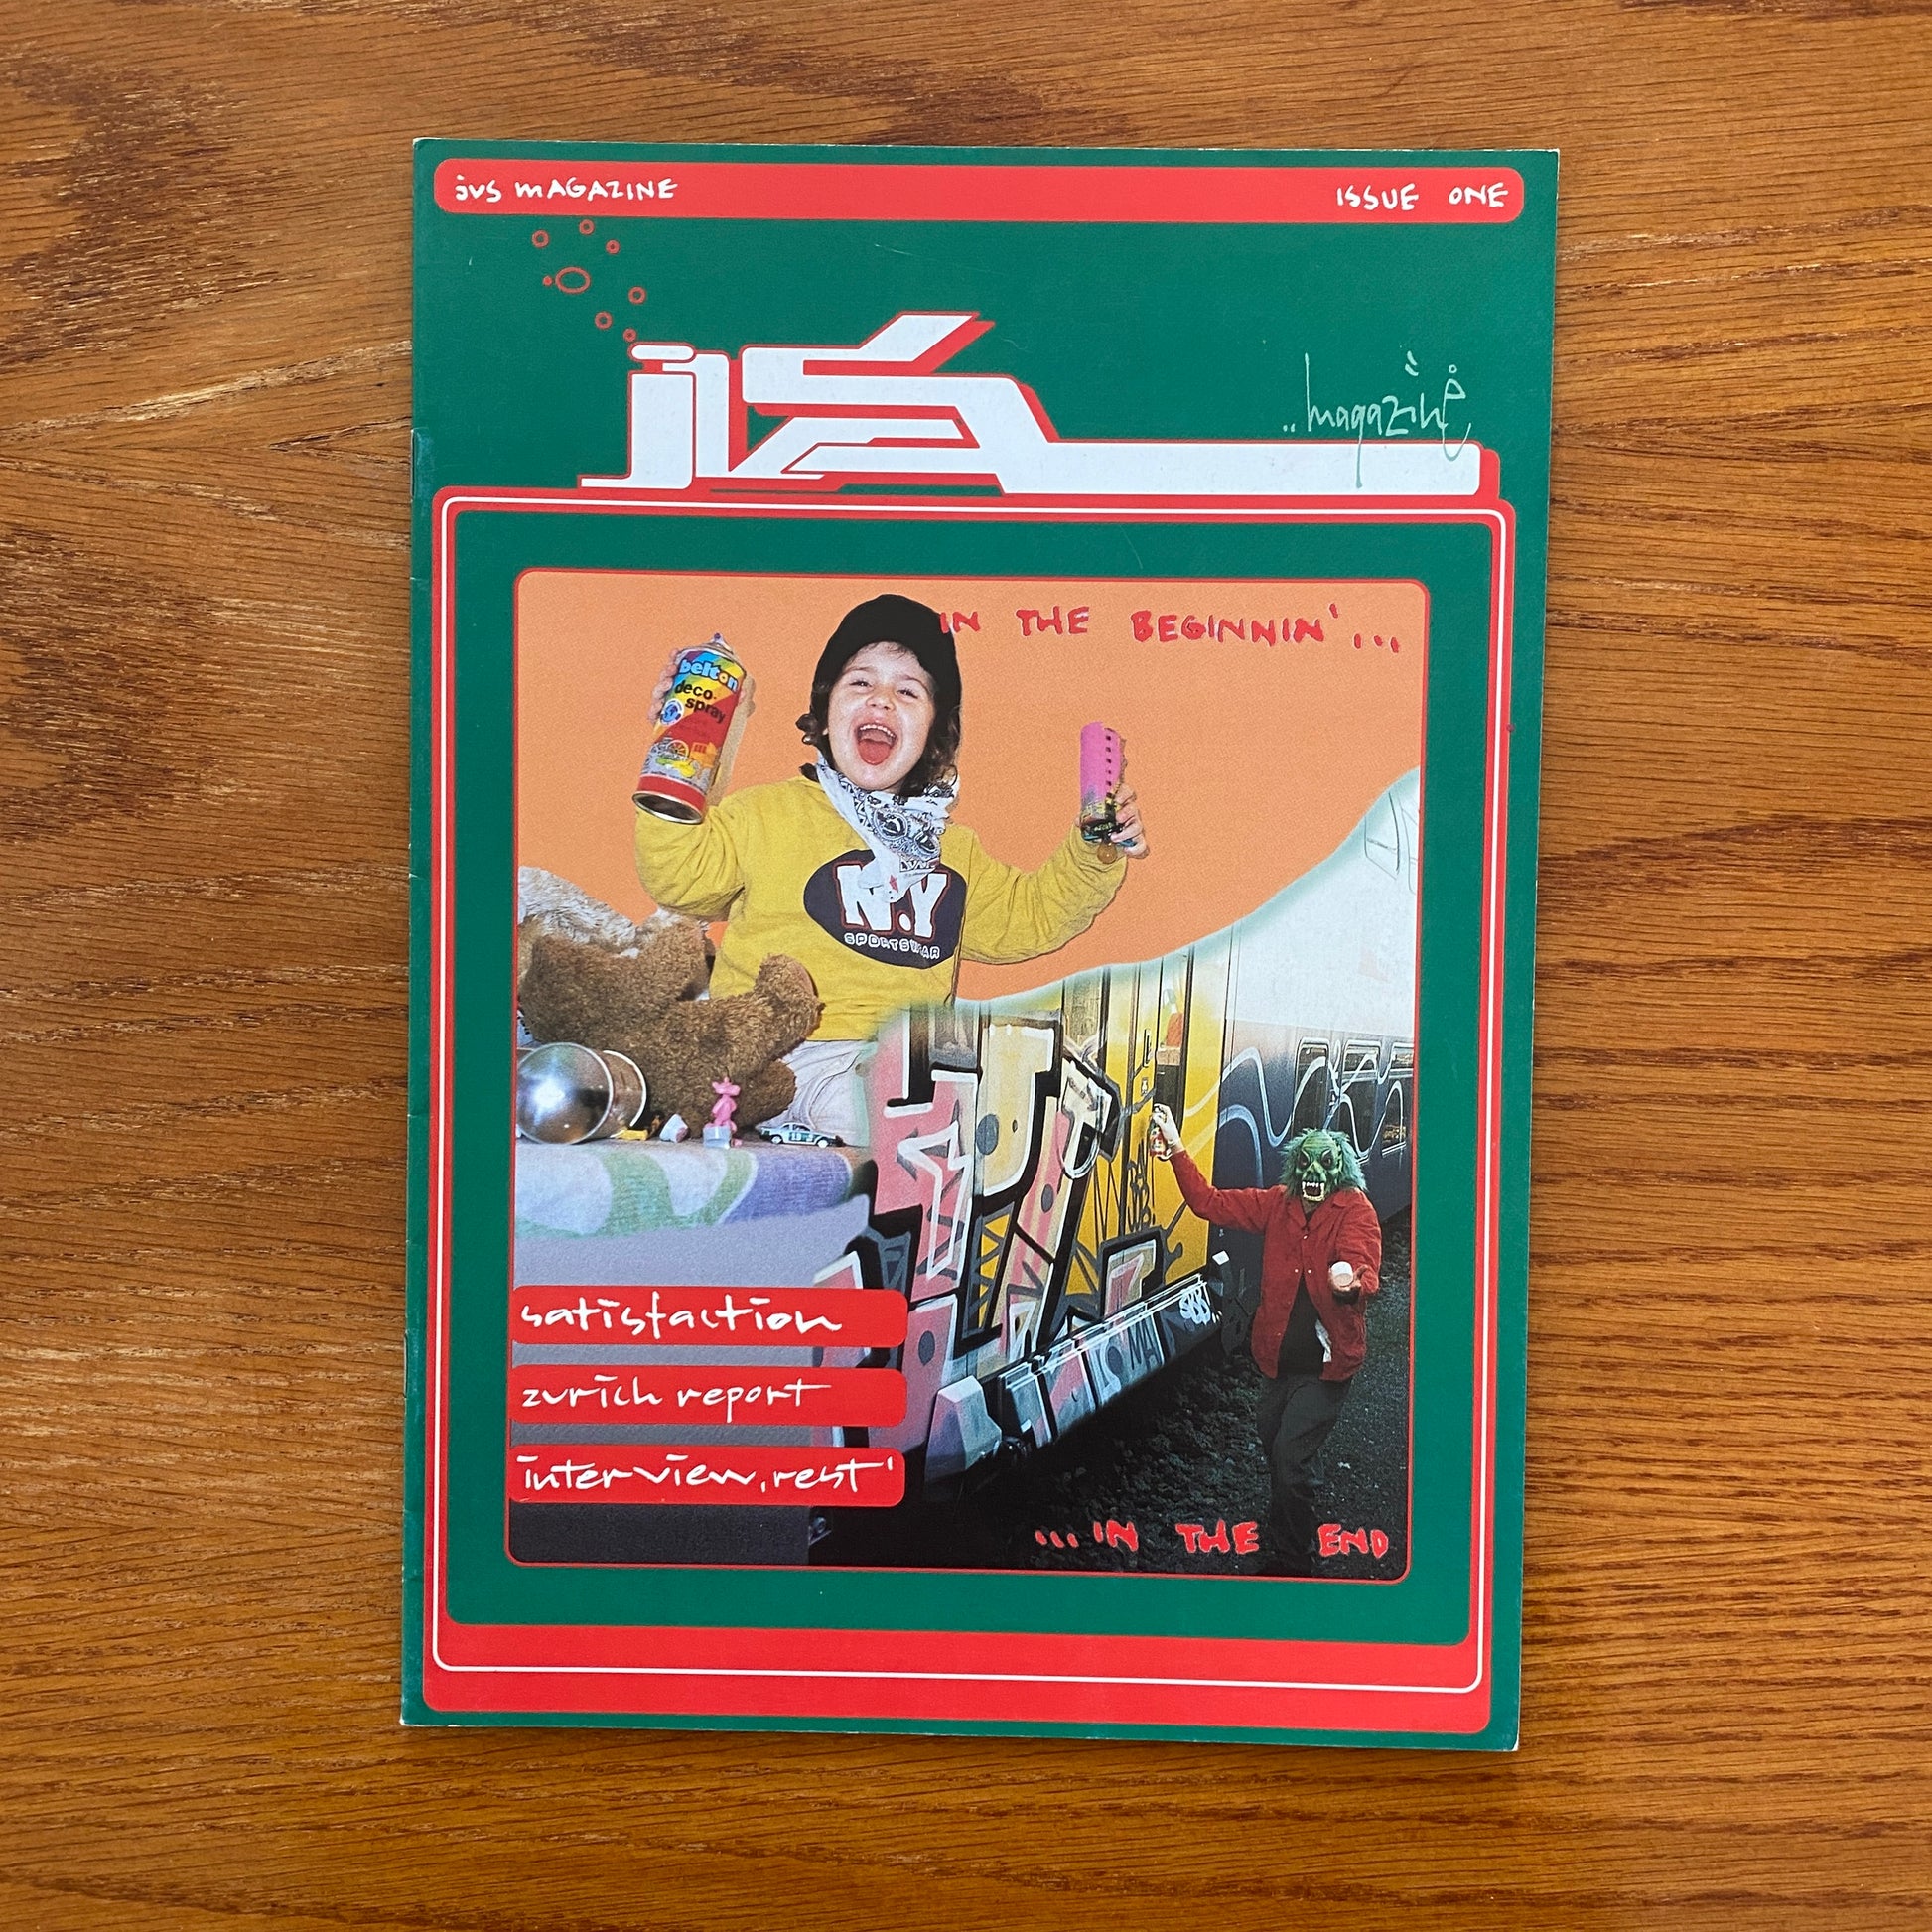 jvs MAGAZINE
ISSUE ONE
jvs
..magazine
IN THE BEGINNIN'...
belton
deco-
spray
N.Y
SPORTSWEAR
satisfaction
zurich report
interview,rest'
...IN THE END